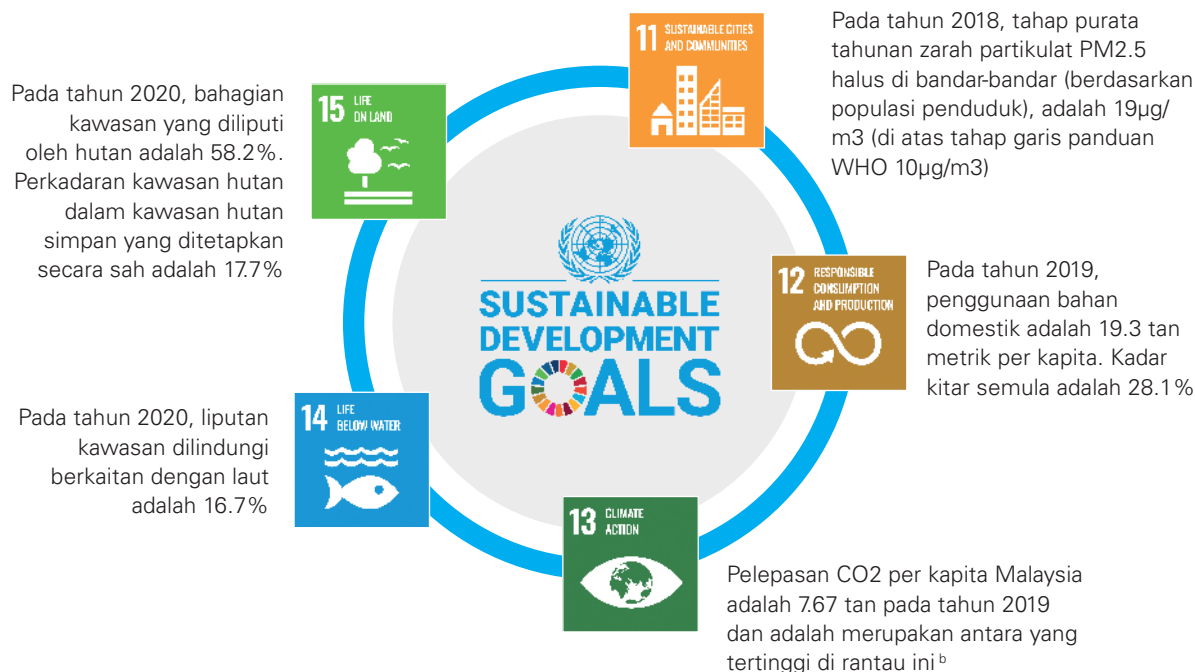 11 SUSTAINABLE CITIES
AND COMMUNITIES
Pada tahun 2018, tahap purata
tahunan zarah partikulat PM2.5
halus di bandar-bandar (berdasarkan
populasi penduduk), adalah 19µg/
m3 (di atas tahap garis panduan
WHO 10µg/m3)
12 RESPONSIBLE
CONSUMPTION
AND PRODUCTION
Pada tahun 2019,
penggunaan bahan
domestik adalah 19.3 tan
metrik per kapita. Kadar
kitar semula adalah 28.1%
13 CLIMATE
ACTION
Pelepasan CO2 per kapita Malaysia
adalah 7.67 tan pada tahun 2019
dan adalah merupakan antara yang
tertinggi di rantau ini b
14 LIFE
BELOW WATER
Pada tahun 2020, liputan
kawasan dilindungi
berkaitan dengan laut
adalah 16.7%
15 LIFE
ON LAND
Pada tahun 2020, bahagian
kawasan yang diliputi
oleh hutan adalah 58.2%.
Perkadaran kawasan hutan
dalam kawasan hutan
simpan yang ditetapkan
secara sah adalah 17.7%
SUSTAINABLE
DEVELOPMENT
GOALS